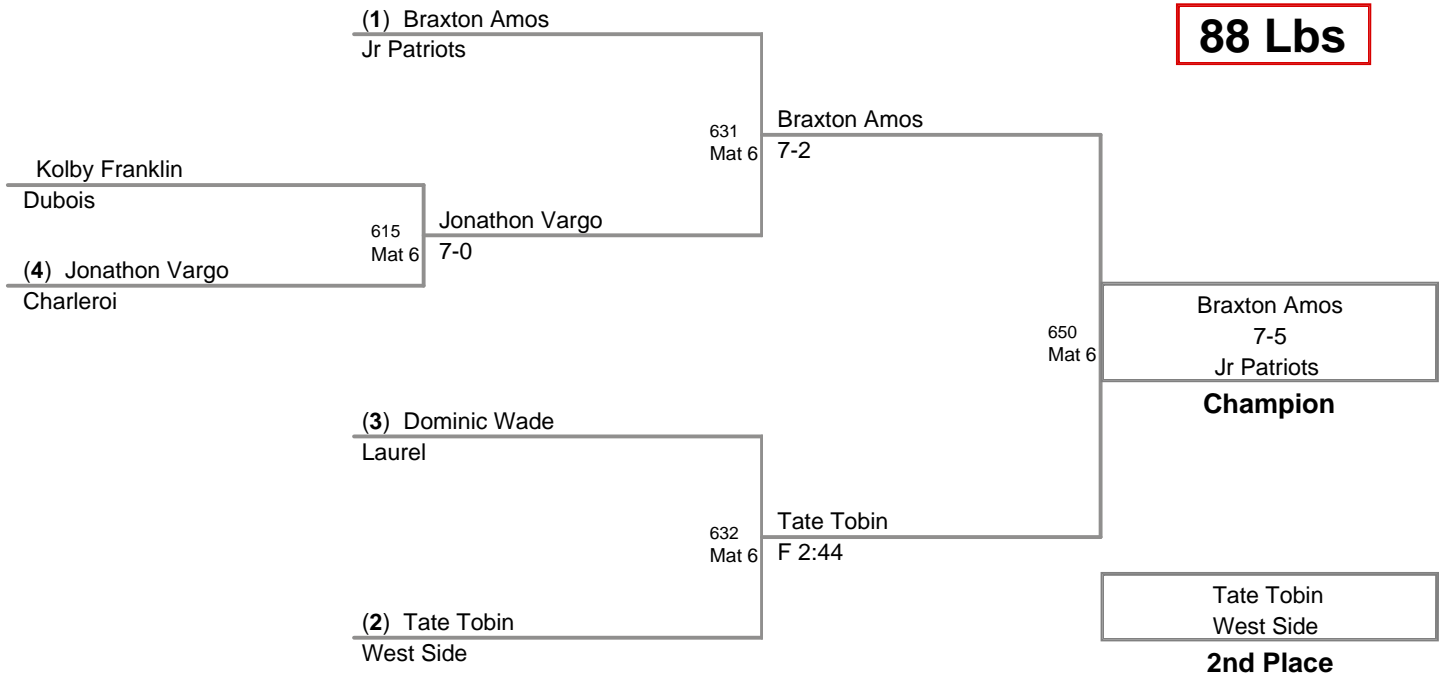 (1) Braxton Amos
Jr Patriots
88 Lbs
631
Mat 6
Braxton Amos
7-2
Kolby Franklin
Dubois
615
Mat 6
Jonathon Vargo
7-0
(4) Jonathon Vargo
Charleroi
650
Mat 6
Braxton Amos
7-5
Jr Patriots
Champion
(3) Dominic Wade
Laurel
632
Mat 6
Tate Tobin
F 2:44
(2) Tate Tobin
West Side
Tate Tobin
West Side
2nd Place